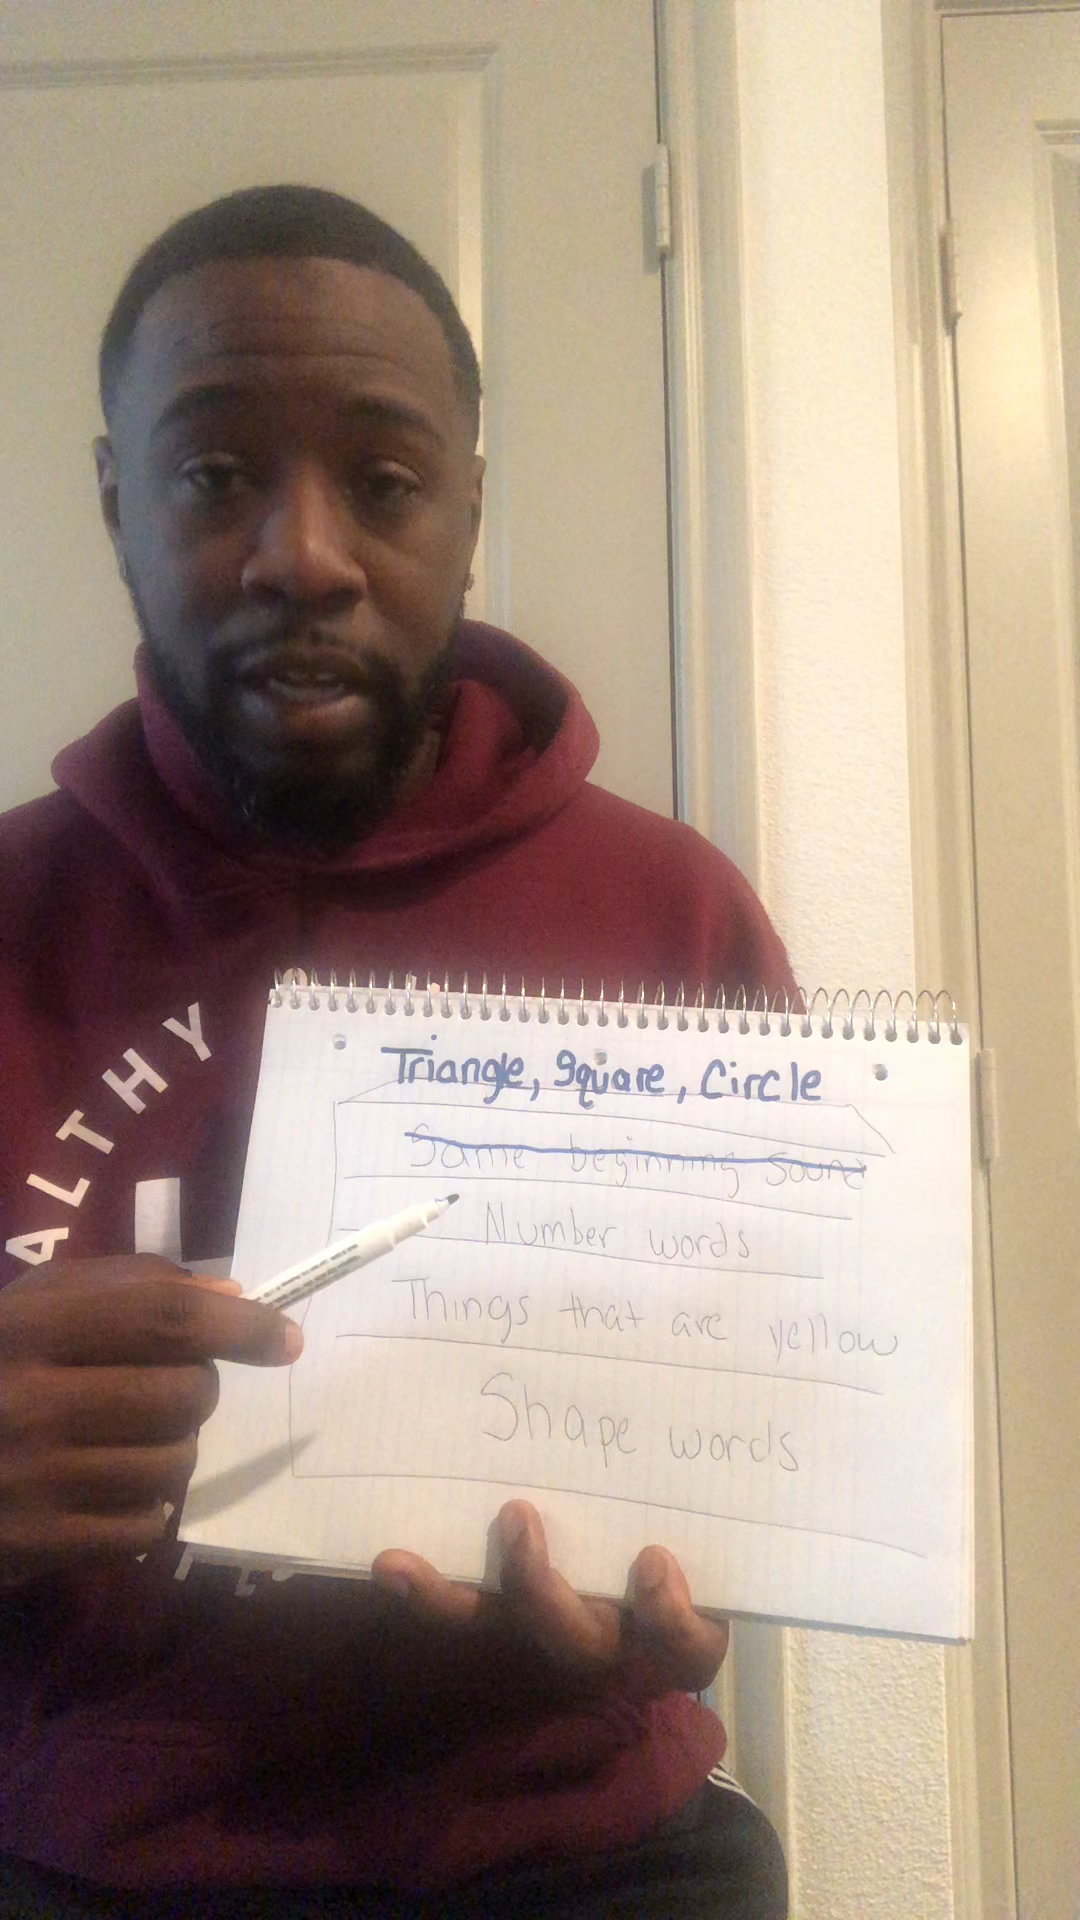 ALTHY
Triangle, Square, Circle
Same beginning sound
Number words
Things that are yellow
Shape words